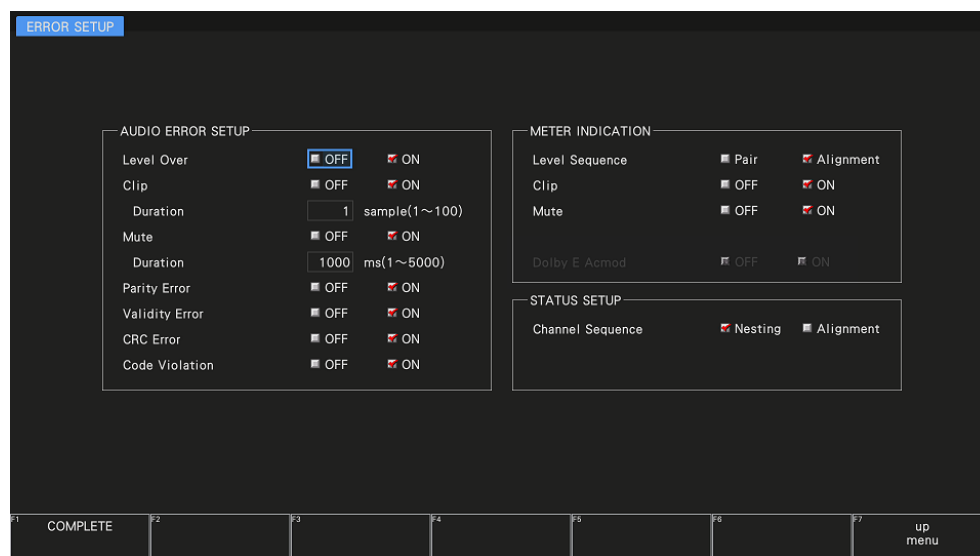 ERROR SETUP
AUDIO ERROR SETUP
Level Over OFF ON
Clip OFF ON
Duration 1 sample(1～100)
Mute OFF ON
Duration 1000 ms(1～5000)
Parity Error OFF ON
Validity Error OFF ON
CRC Error OFF ON
Code Violation OFF ON
METER INDICATION
Level Sequence Pair Alignment
Clip OFF ON
Mute OFF ON
Dolby E Acmod OFF ON
STATUS SETUP
Channel Sequence Nesting Alignment
F1 COMPLETE F2 F3 F4 F5 F6 F7 up
menu